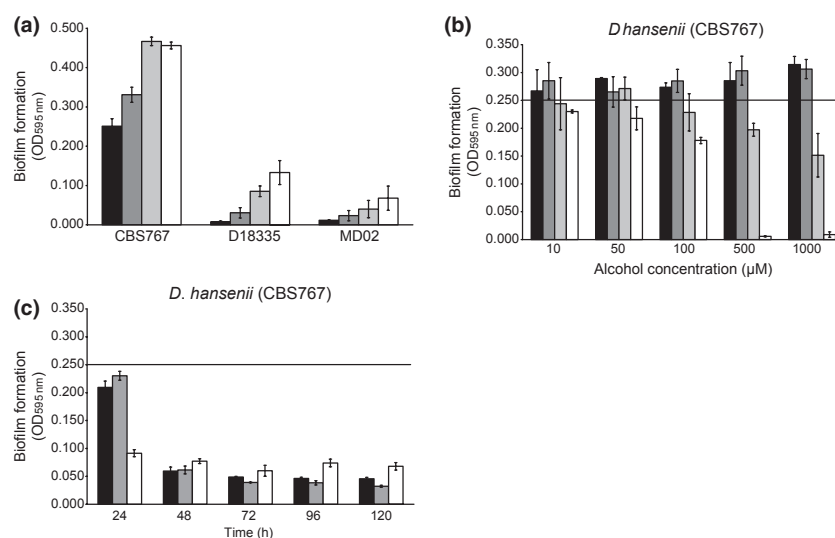 (a)
Biofilm formation
(OD595 nm)
0.500
0.400
0.300
0.200
0.100
0.000
CBS767 D18335 MD02
(b)
D hansenii (CBS767)
Biofilm formation
(OD595 nm)
0.350
0.300
0.250
0.200
0.150
0.100
0.050
0.000
10 50 100 500 1000
Alcohol concentration (µM)
(c)
D. hansenii (CBS767)
Biofilm formation
(OD595 nm)
0.350
0.300
0.250
0.200
0.150
0.100
0.050
0.000
24 48 72 96 120
Time (h)